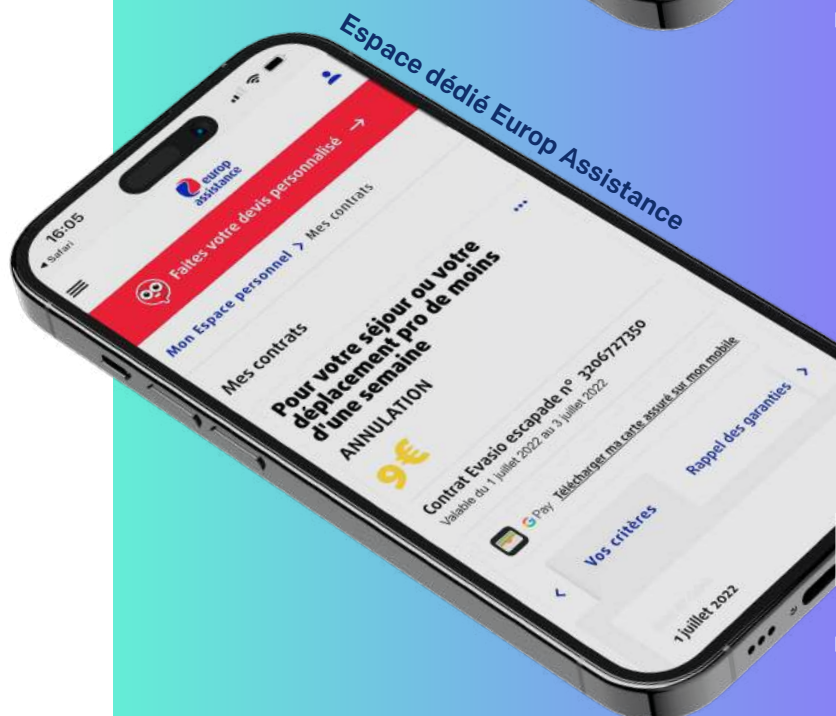 Espace dédié Europ Assistance
16:05
Safari
europ
assistance
Faites votre devis personnalisé →
Mon Espace personnel > Mes contrats
Mes contrats
...
Pour votre séjour ou votre
déplacement pro de moins
d'une semaine
ANNULATION
9€
Contrat Evasio escapade n° 3206727350
Valable du 1 juillet 2022 au 3 juillet 2022
G Pay Télécharger ma carte assuré sur mon mobile
< Vos critères Rappel des garanties >
1 juillet 2022